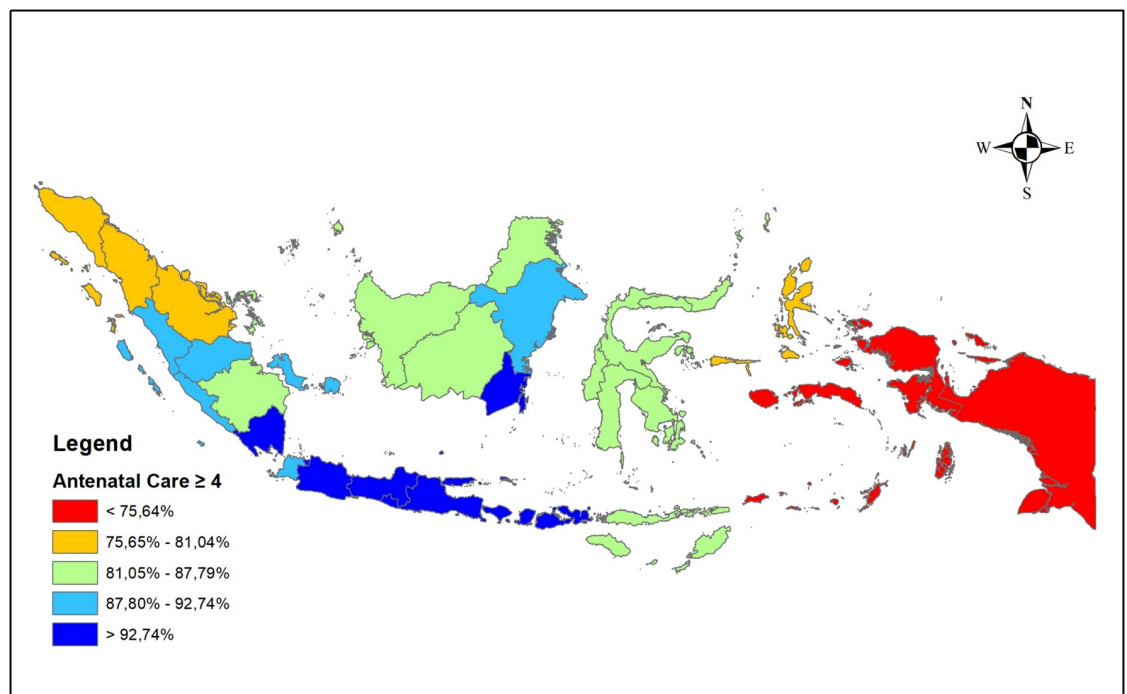 N
W E
S
Legend
Antenatal Care ≥ 4
< 75,64%
75,65% - 81,04%
81,05% - 87,79%
87,80% - 92,74%
> 92,74%